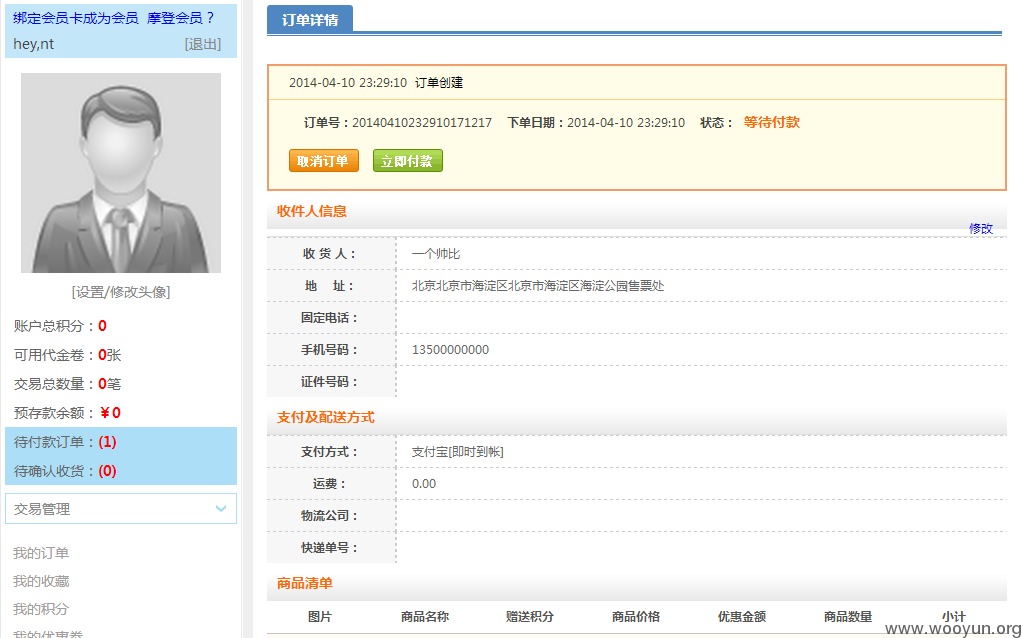 绑定会员卡成为会员 摩登会员？
hey,nt [退出]
[设置/修改头像]
账户总积分：0
可用代金卷：0张
交易总数量：0笔
预存款余额：￥0
待付款订单：(1)
待确认收货：(0)
交易管理
我的订单
我的收藏
我的积分
我的优惠券
订单详情
2014-04-10 23:29:10 订单创建
订单号：20140410232910171217 下单日期：2014-04-10 23:29:10 状态： 等待付款
取消订单 立即付款
收件人信息
修改
收 货 人： 一个帅比
地 址： 北京北京市海淀区北京市海淀区海淀公园售票处
固定电话：
手机号码： 13500000000
证件号码：
支付及配送方式
支付方式： 支付宝[即时到帐]
运费： 0.00
物流公司：
快递单号：
商品清单
图片 商品名称 赠送积分 商品价格 优惠金额 商品数量 小计
www.wooyun.org